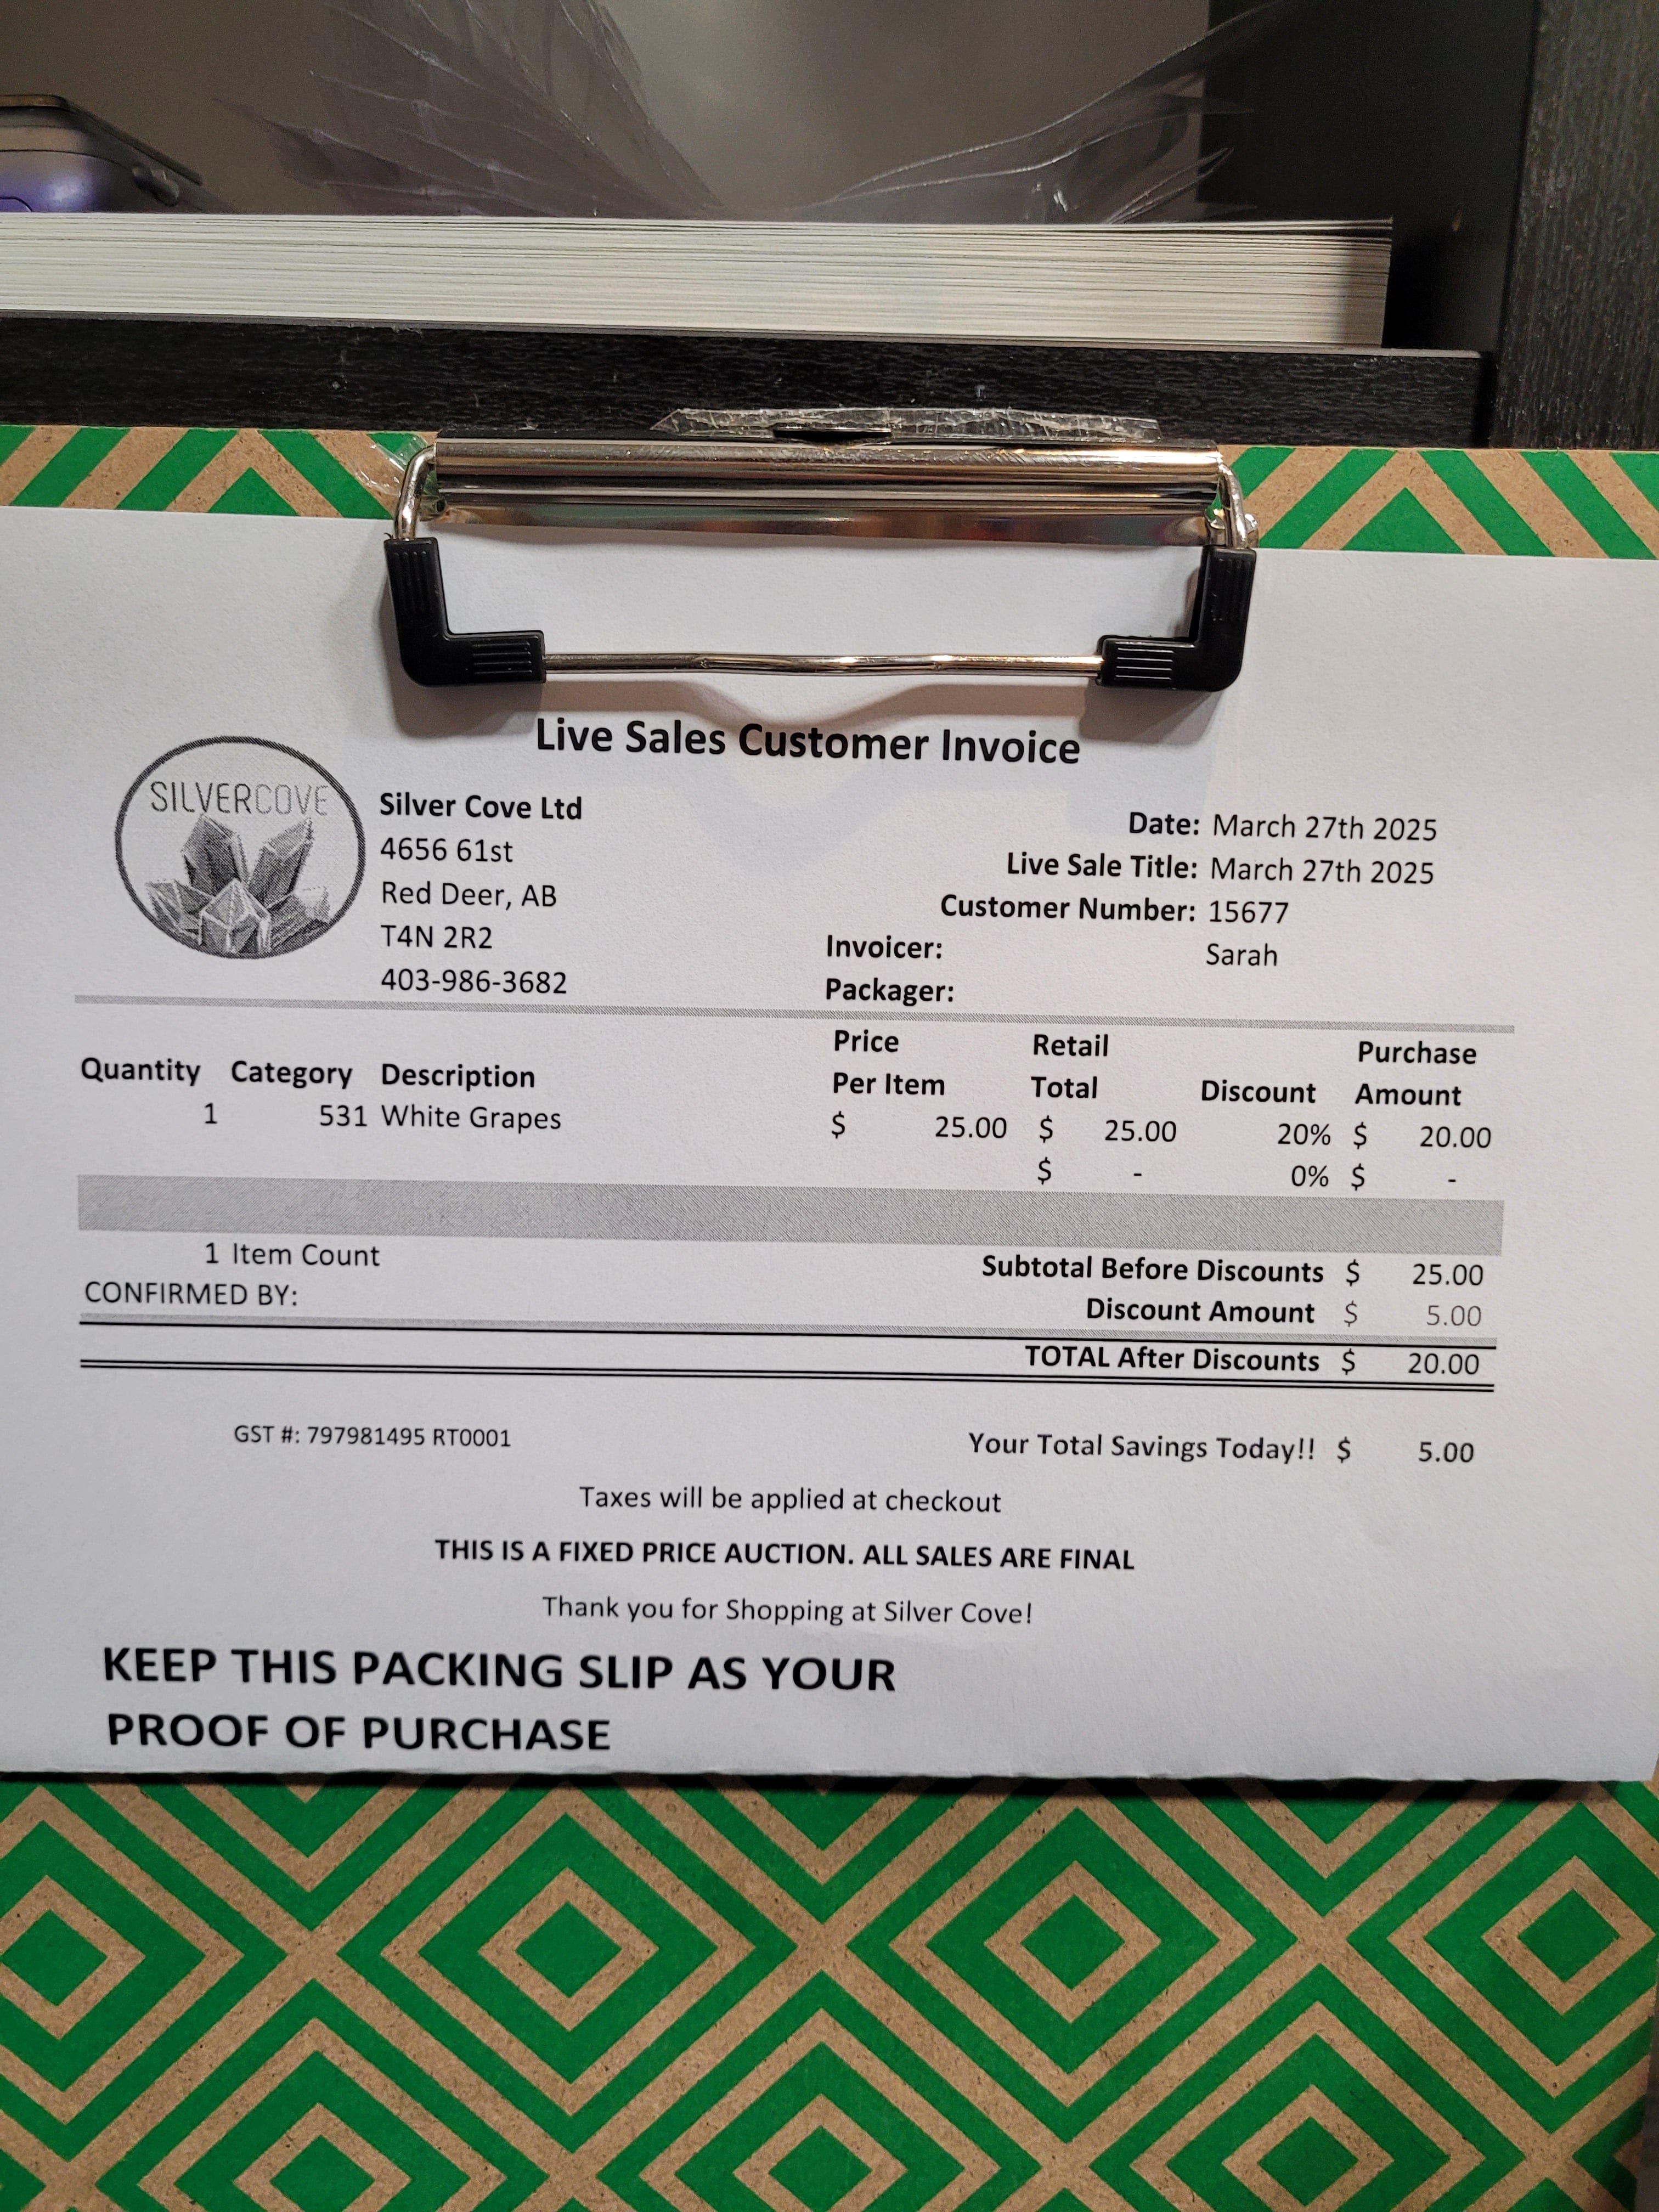 Live Sales Customer Invoice
SILVERCOVE
Silver Cove Ltd
4656 61st
Red Deer, AB
T4N 2R2
403-986-3682
Date: March 27th 2025
Live Sale Title: March 27th 2025
Customer Number: 15677
Invoicer: Sarah
Packager:
Quantity Category Description Price Per Item Retail Total Discount Purchase Amount
1 531 White Grapes $ 25.00 $ 25.00 20% $ 20.00
$ - 0% $ -
1 Item Count
CONFIRMED BY:
Subtotal Before Discounts $ 25.00
Discount Amount $ 5.00
TOTAL After Discounts $ 20.00
GST #: 797981495 RT0001
Your Total Savings Today!! $ 5.00
Taxes will be applied at checkout
THIS IS A FIXED PRICE AUCTION. ALL SALES ARE FINAL
Thank you for Shopping at Silver Cove!
KEEP THIS PACKING SLIP AS YOUR
PROOF OF PURCHASE